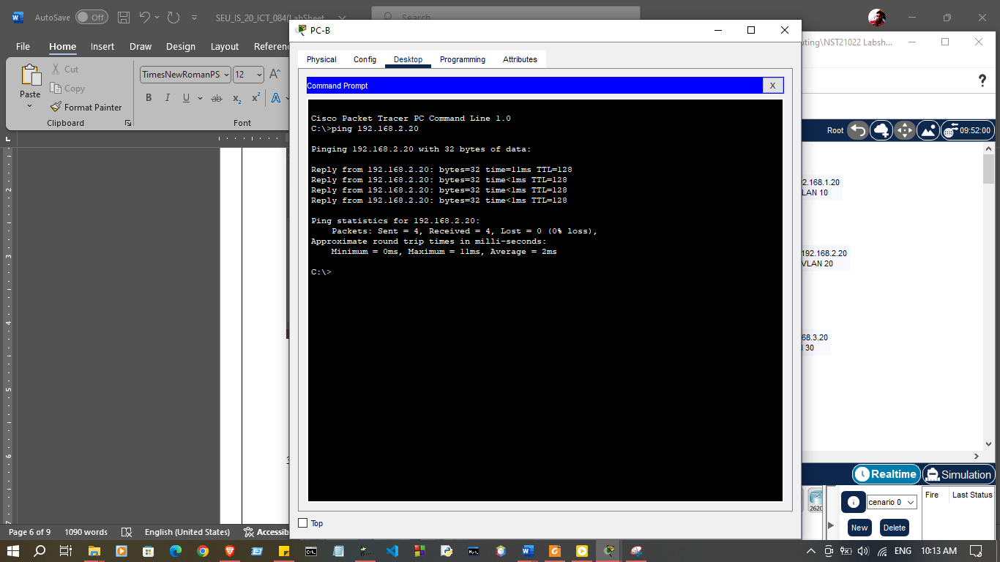 AutoSave
Off
SEU_IS_20_ICT_084(LabSheet
Search
File
Home
Insert
Draw
Design
Layout
Referen
Paste
Cut
Copy
Format Painter
Clipboard
TimesNewRomanPS
12
Font
PC-B
Physical
Config
Desktop
Programming
Attributes
Command Prompt
X
Cisco Packet Tracer PC Command Line 1.0
C:\>ping 192.168.2.20
Pinging 192.168.2.20 with 32 bytes of data:
Reply from 192.168.2.20: bytes=32 time=11ms TTL=128
Reply from 192.168.2.20: bytes=32 time<1ms TTL=128
Reply from 192.168.2.20: bytes=32 time<1ms TTL=128
Reply from 192.168.2.20: bytes=32 time<1ms TTL=128
Ping statistics for 192.168.2.20:
Packets: Sent = 4, Received = 4, Lost = 0 (0% loss),
Approximate round trip times in milli-seconds:
Minimum = 0ms, Maximum = 11ms, Average = 2ms
C:\>
Top
uting\NST21022 Labsh...
?
Root
09:52:00
2.168.1.20
LAN 10
192.168.2.20
VLAN 20
68.3.20
30
Realtime
Simulation
2620
cenario 0
New
Delete
Fire
Last Status
Page 6 of 9
1090 words
English (United States)
Accessib
ENG
10:13 AM